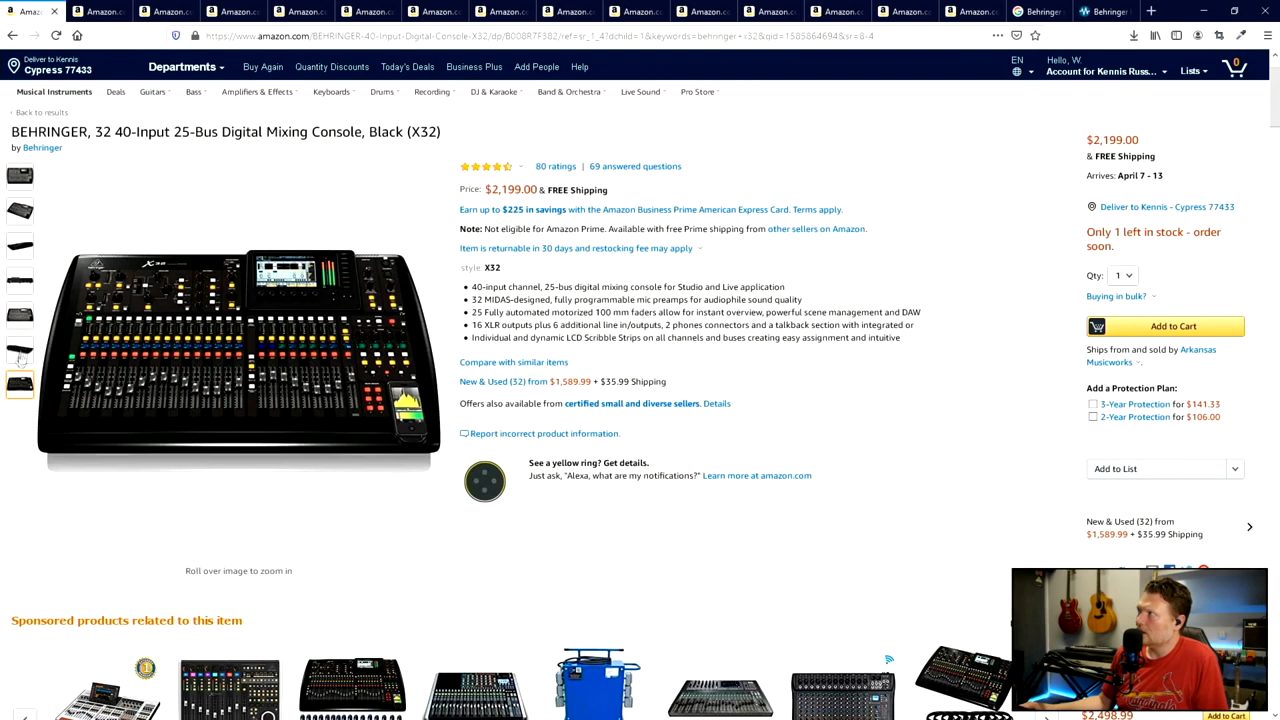 Amaz
Amazon.c
Amazon.c
Amazon.c
Amazon.c
Amazon.c
Amazon.c
Amazon.c
Amazon.c
Amazon.c
Amazon.c
Amazon.c
Amazon.c
Amazon.c
Amazon.c
Behringer
Behringer
https://www.amazon.com/BEHRINGER-40-Input-Digital-Console-X32/dp/B008R7F382/ref=sr_1_4?dchild=1&keywords=behringer+x32&qid=1585864694&sr=8-4
Deliver to Kennis
Cypress 77433
Departments
Buy Again
Quantity Discounts
Today's Deals
Business Plus
Add People
Help
EN
Hello, W.
Account for Kennis Russ...
Lists
0
Musical Instruments
Deals
Guitars
Bass
Amplifiers & Effects
Keyboards
Drums
Recording
DJ & Karaoke
Band & Orchestra
Live Sound
Pro Store
‹ Back to results
BEHRINGER, 32 40-Input 25-Bus Digital Mixing Console, Black (X32)
by Behringer
80 ratings | 69 answered questions
Price: $2,199.00 & FREE Shipping
Earn up to $225 in savings with the Amazon Business Prime American Express Card. Terms apply.
Note: Not eligible for Amazon Prime. Available with free Prime shipping from other sellers on Amazon.
Item is returnable in 30 days and restocking fee may apply
style: X32
• 40-input channel, 25-bus digital mixing console for Studio and Live application
• 32 MIDAS-designed, fully programmable mic preamps for audiophile sound quality
• 25 Fully automated motorized 100 mm faders allow for instant overview, powerful scene management and DAW
• 16 XLR outputs plus 6 additional line in/outputs, 2 phones connectors and a talkback section with integrated or
• Individual and dynamic LCD Scribble Strips on all channels and buses creating easy assignment and intuitive
Compare with similar items
New & Used (32) from $1,589.99 + $35.99 Shipping
Offers also available from certified small and diverse sellers. Details
Report incorrect product information.
See a yellow ring? Get details.
Just ask, "Alexa, what are my notifications?" Learn more at amazon.com
X32
Roll over image to zoom in
$2,199.00
& FREE Shipping
Arrives: April 7 - 13
Deliver to Kennis - Cypress 77433
Only 1 left in stock - order
soon.
Qty: 1
Buying in bulk?
Add to Cart
Ships from and sold by Arkansas
Musicworks.
Add a Protection Plan:
3-Year Protection for $141.33
2-Year Protection for $106.00
Add to List
New & Used (32) from
$1,589.99 + $35.99 Shipping
Sponsored products related to this item
1
$2,498.99
Add to Cart